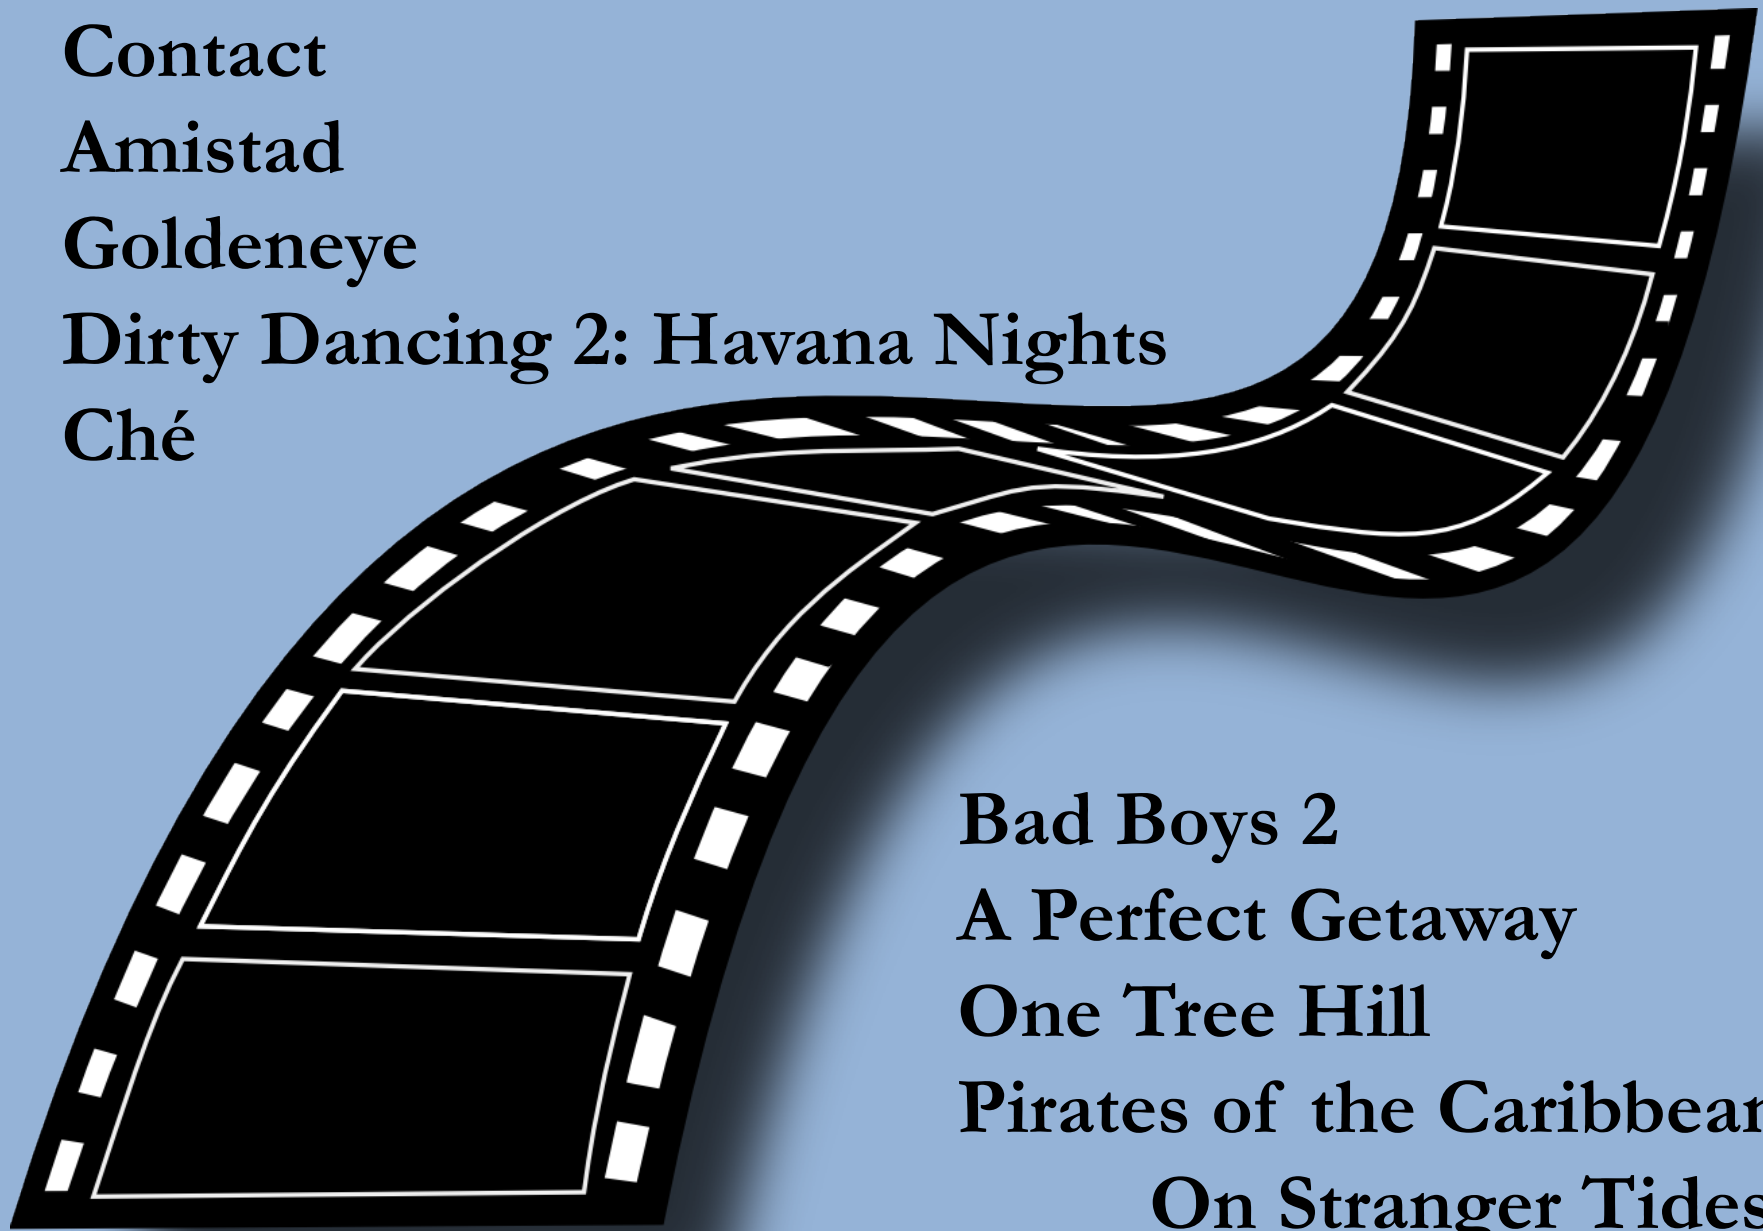 Contact
Amistad
Goldeneye
Dirty Dancing 2: Havana Nights
Ché
Bad Boys 2
A Perfect Getaway
One Tree Hill
Pirates of the Caribbean
On Stranger Tides